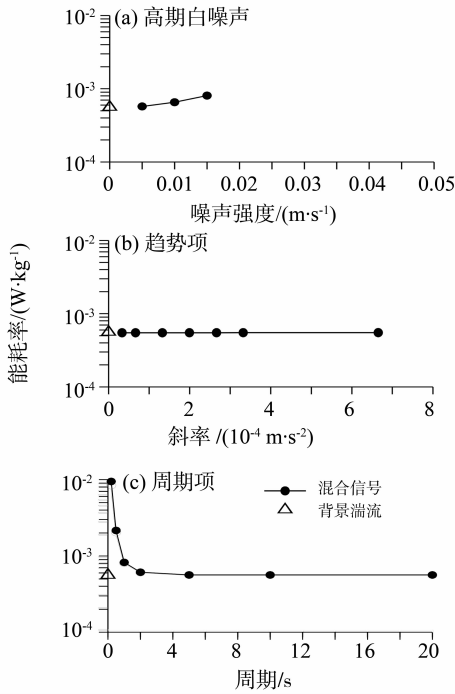 (a) 高期白噪声
10-2
10-3
10-4
0 0.01 0.02 0.03 0.04 0.05
噪声强度/(m·s-1)
能耗率/(W·kg-1)
(b) 趋势项
10-2
10-3
10-4
0 2 4 6 8
斜率 /(10-4 m·s-2)
(c) 周期项
混合信号
背景湍流
10-2
10-3
10-4
0 4 8 12 16 20
周期/s